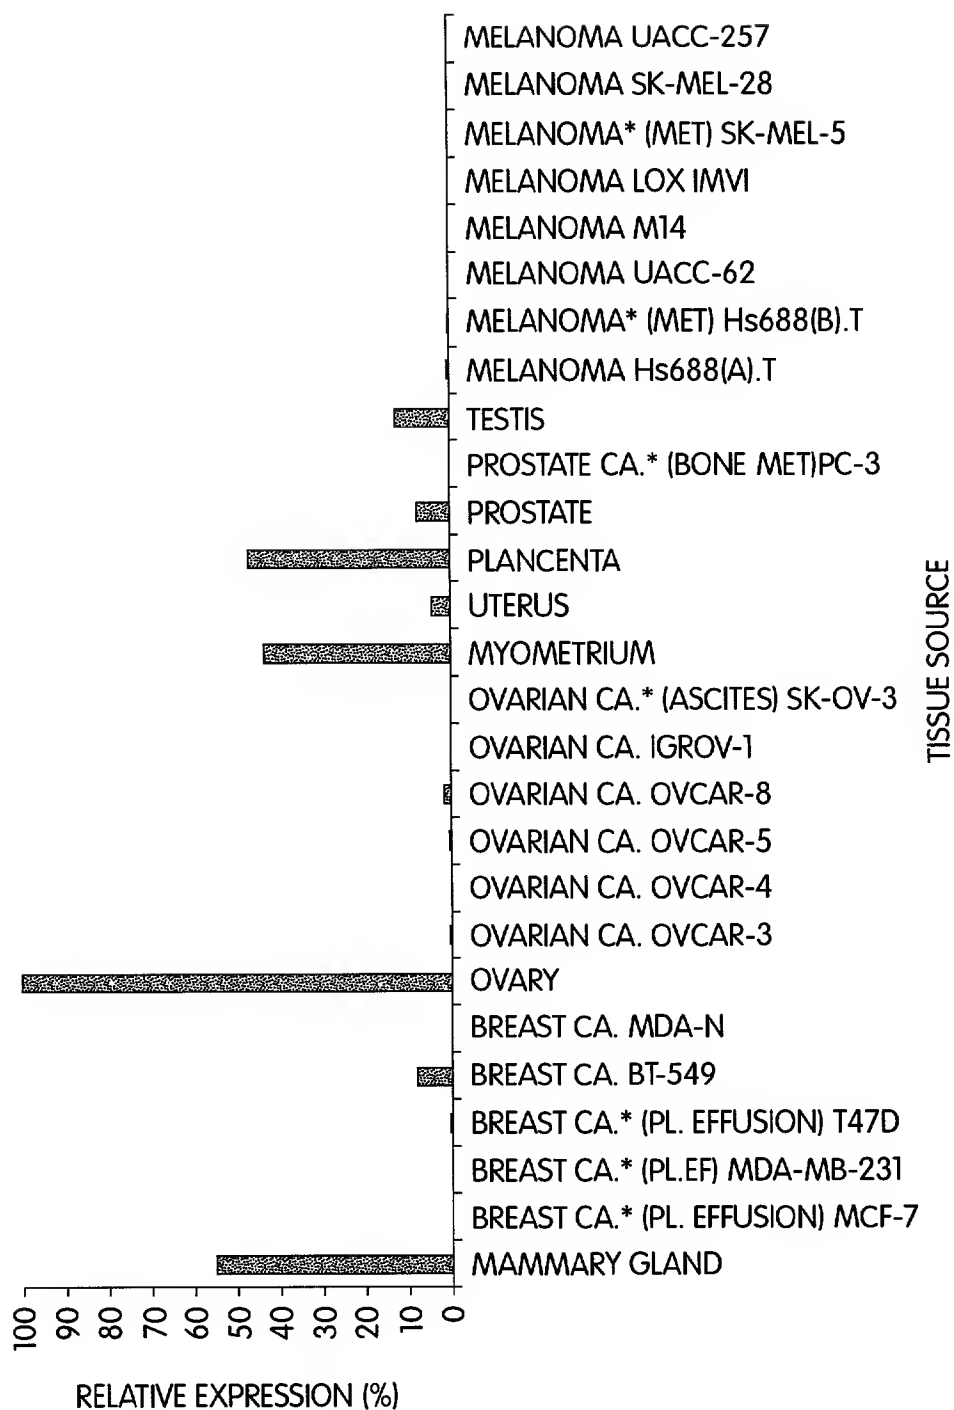 MELANOMA UACC-257
MELANOMA SK-MEL-28
MELANOMA* (MET) SK-MEL-5
MELANOMA LOX IMVI
MELANOMA M14
MELANOMA UACC-62
MELANOMA* (MET) Hs688(B).T
MELANOMA Hs688(A).T
TESTIS
PROSTATE CA.* (BONE MET)PC-3
PROSTATE
PLANCENTA
UTERUS
MYOMETRIUM
OVARIAN CA.* (ASCITES) SK-OV-3
OVARIAN CA. IGROV-1
OVARIAN CA. OVCAR-8
OVARIAN CA. OVCAR-5
OVARIAN CA. OVCAR-4
OVARIAN CA. OVCAR-3
OVARY
BREAST CA. MDA-N
BREAST CA. BT-549
BREAST CA.* (PL. EFFUSION) T47D
BREAST CA.* (PL.EF) MDA-MB-231
BREAST CA.* (PL. EFFUSION) MCF-7
MAMMARY GLAND
TISSUE SOURCE
100 90 80 70 60 50 40 30 20 10 0
RELATIVE EXPRESSION (%)